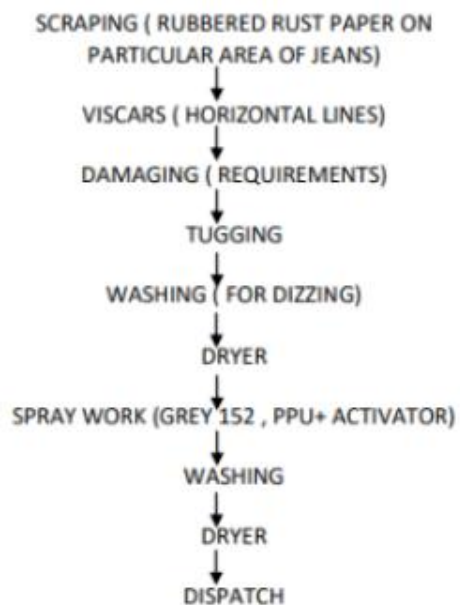 SCRAPING ( RUBBERED RUST PAPER ON
PARTICULAR AREA OF JEANS)
VISCARS ( HORIZONTAL LINES)
DAMAGING ( REQUIREMENTS)
TUGGING
WASHING ( FOR DIZZING)
DRYER
SPRAY WORK (GREY 152 , PPU+ ACTIVATOR)
WASHING
DRYER
DISPATCH